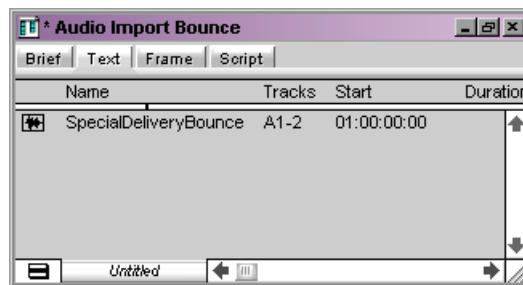 * Audio Import Bounce
Brief Text Frame Script
Name Tracks Start Duration
SpecialDeliveryBounce A1-2 01:00:00:00
Untitled